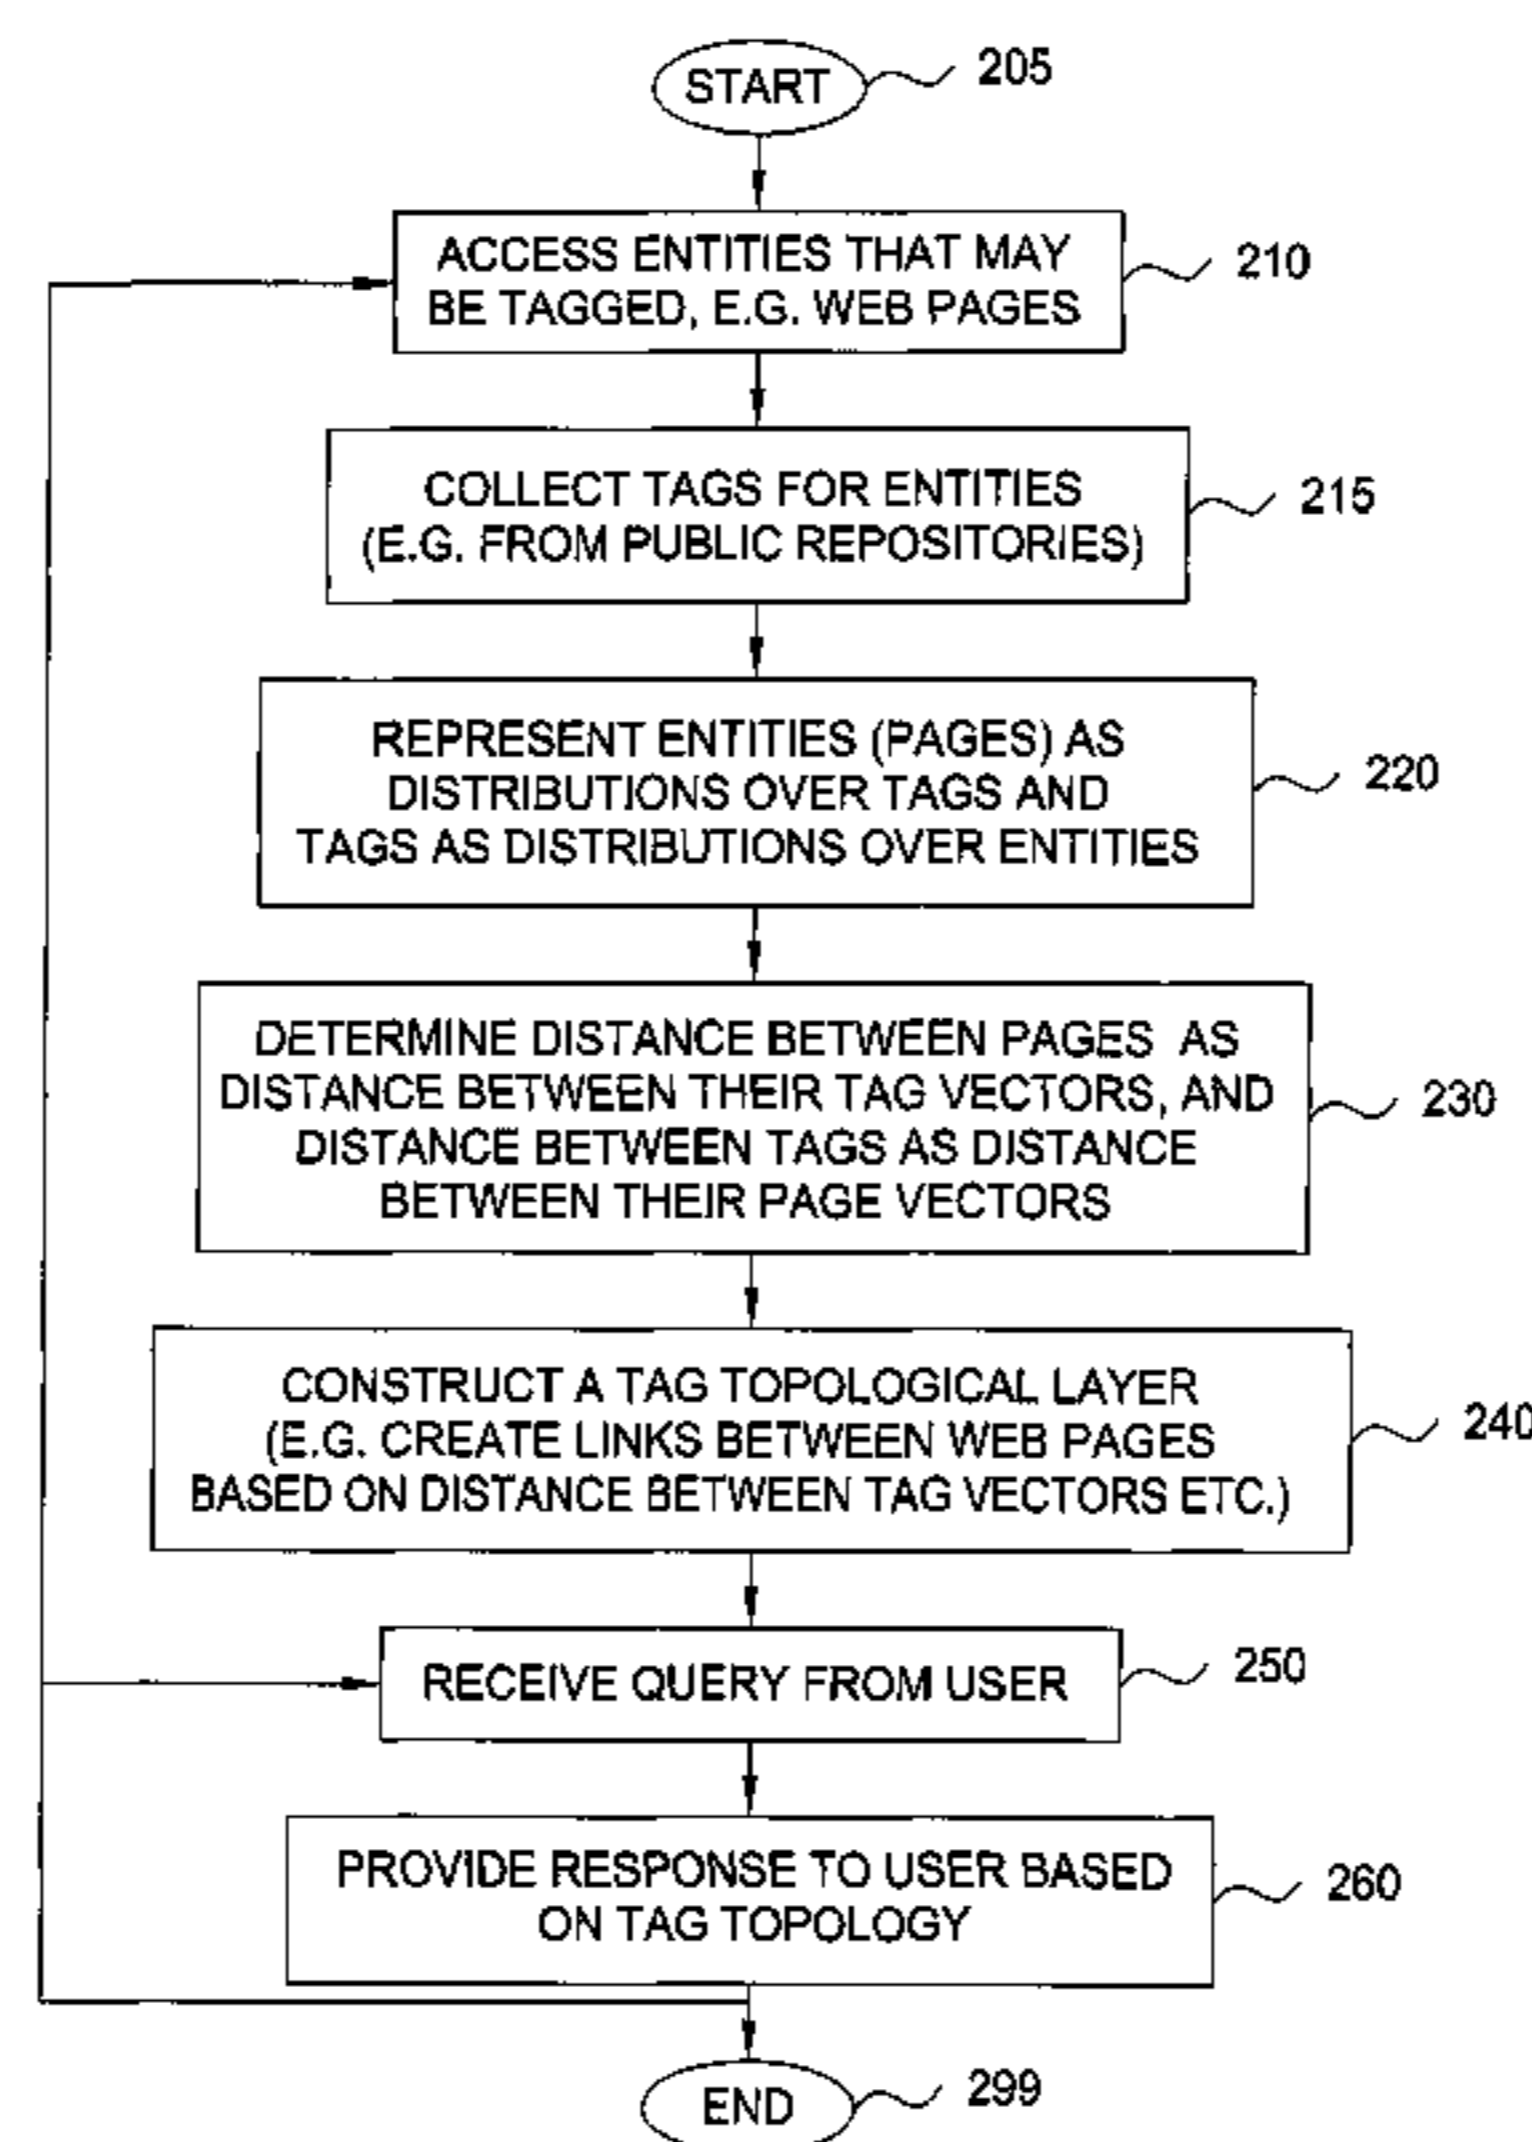 START
205
ACCESS ENTITIES THAT MAY
BE TAGGED, E.G. WEB PAGES
210
COLLECT TAGS FOR ENTITIES
(E.G. FROM PUBLIC REPOSITORIES)
215
REPRESENT ENTITIES (PAGES) AS
DISTRIBUTIONS OVER TAGS AND
TAGS AS DISTRIBUTIONS OVER ENTITIES
220
DETERMINE DISTANCE BETWEEN PAGES AS
DISTANCE BETWEEN THEIR TAG VECTORS, AND
DISTANCE BETWEEN TAGS AS DISTANCE
BETWEEN THEIR PAGE VECTORS
230
CONSTRUCT A TAG TOPOLOGICAL LAYER
(E.G. CREATE LINKS BETWEEN WEB PAGES
BASED ON DISTANCE BETWEEN TAG VECTORS ETC.)
240
RECEIVE QUERY FROM USER
250
PROVIDE RESPONSE TO USER BASED
ON TAG TOPOLOGY
260
END
299